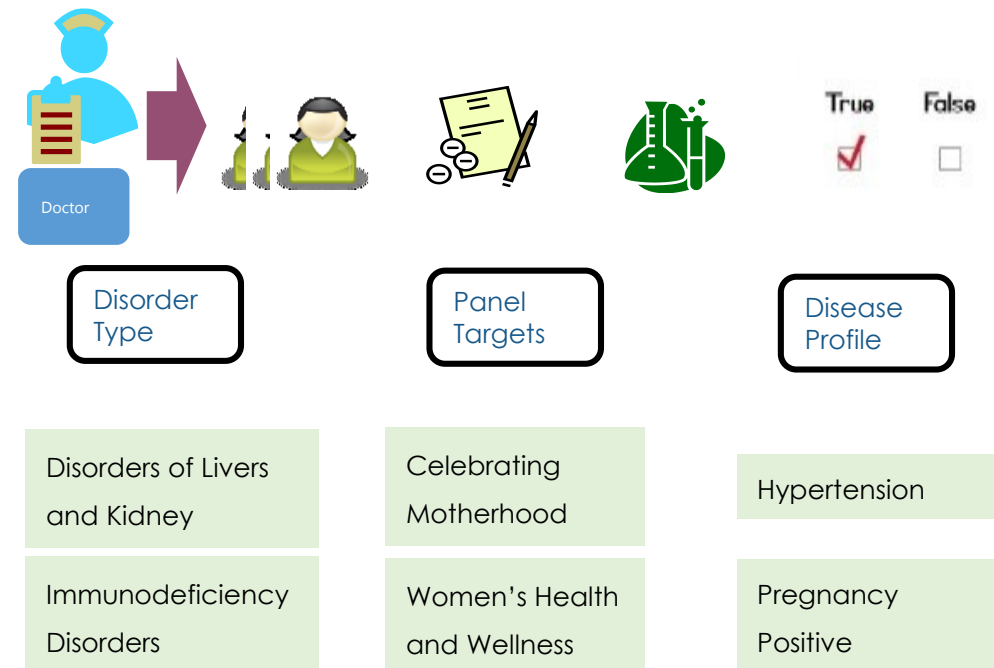 True False
Doctor
Disorder
Type
Panel
Targets
Disease
Profile
Disorders of Livers
and Kidney
Celebrating
Motherhood
Hypertension
Immunodeficiency
Disorders
Women’s Health
and Wellness
Pregnancy
Positive